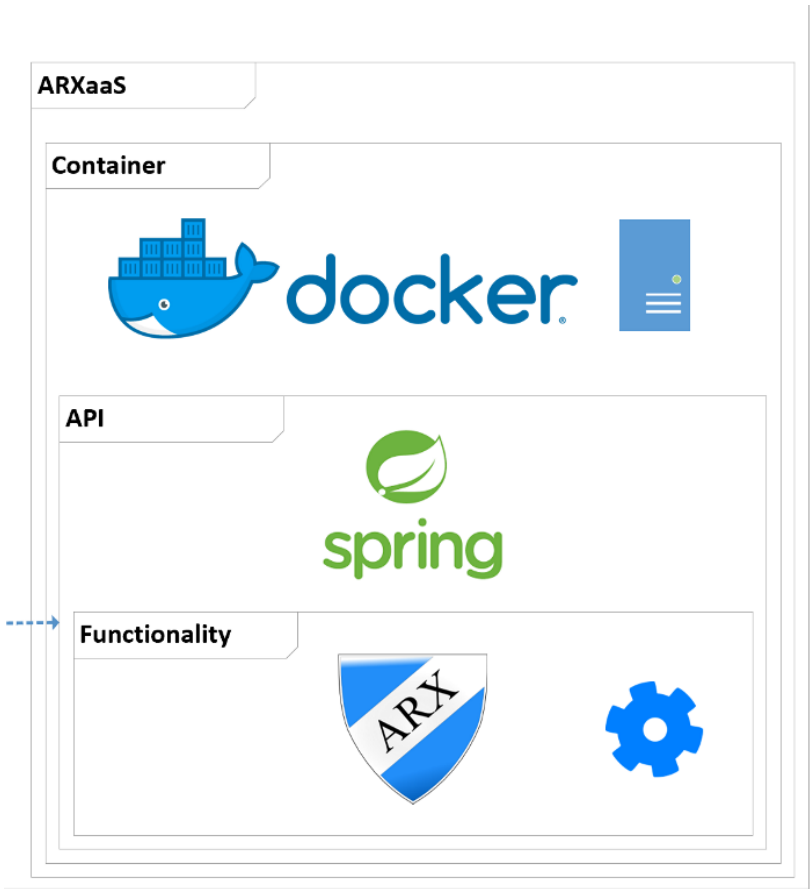 ARXaaS
Container
docker®
API
spring
Functionality
ARX